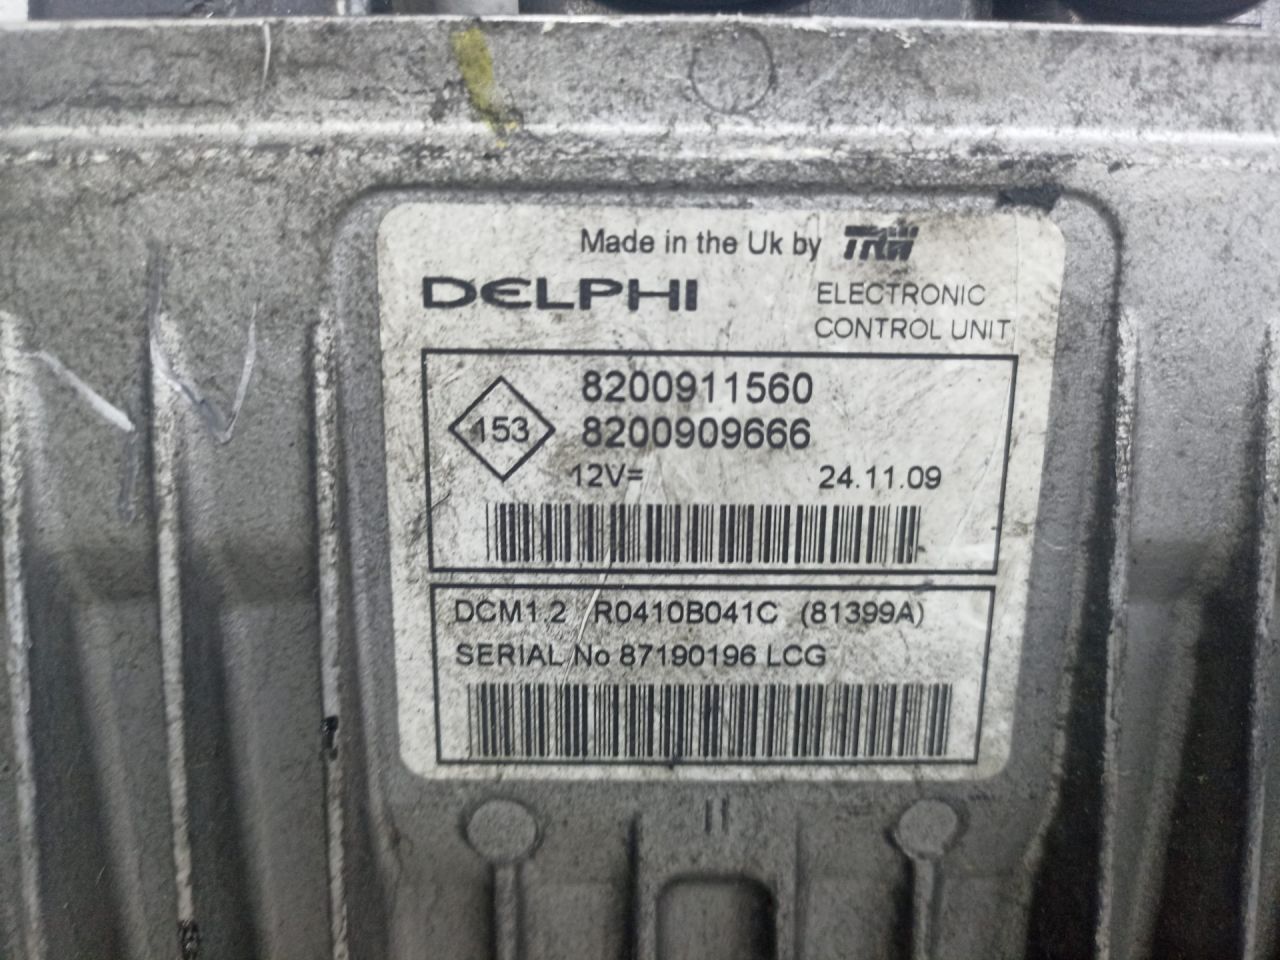 Made in the Uk by TRW
DELPHI
ELECTRONIC
CONTROL UNIT
153
8200911560
8200909666
12V=
24.11.09
DCM1.2 R0410B041C (81399A)
SERIAL No 87190196 LCG